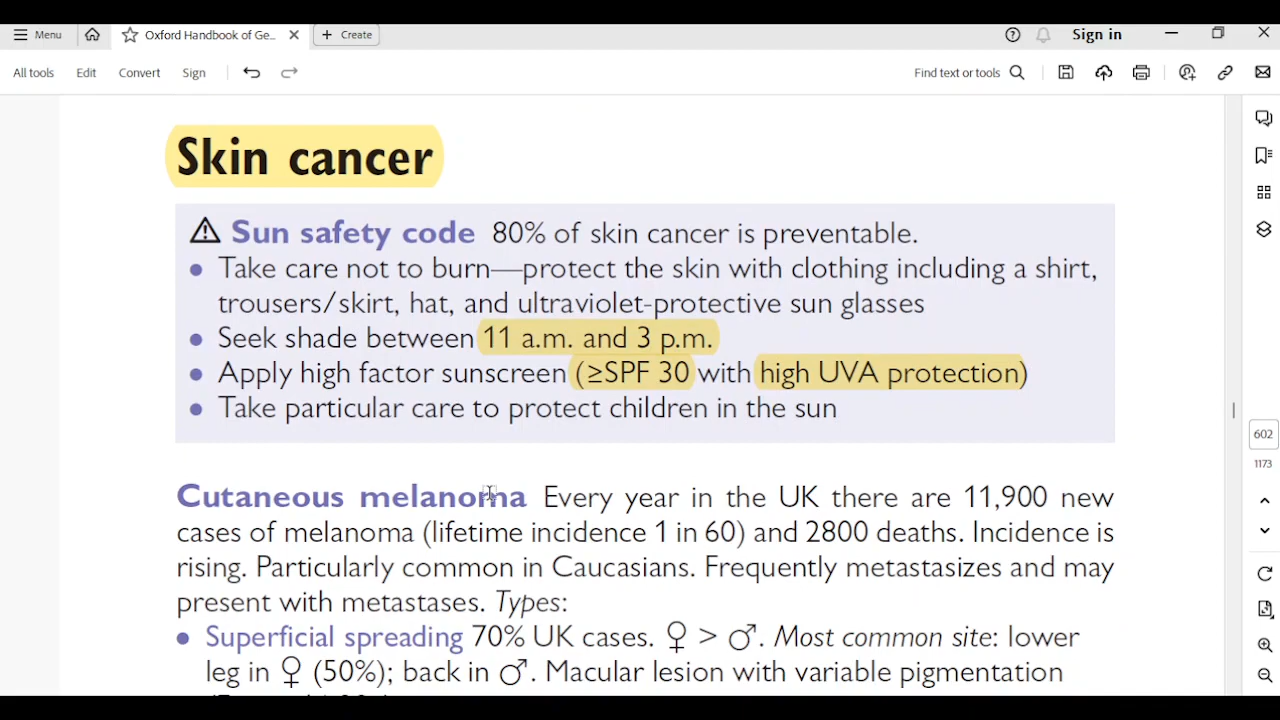 Menu
Oxford Handbook of Ge...
Create
Sign in
All tools
Edit
Convert
Sign
Find text or tools
Skin cancer
Sun safety code 80% of skin cancer is preventable.
• Take care not to burn—protect the skin with clothing including a shirt,
trousers/skirt, hat, and ultraviolet-protective sun glasses
• Seek shade between 11 a.m. and 3 p.m.
• Apply high factor sunscreen (≥SPF 30 with high UVA protection)
• Take particular care to protect children in the sun
Cutaneous melanoma Every year in the UK there are 11,900 new
cases of melanoma (lifetime incidence 1 in 60) and 2800 deaths. Incidence is
rising. Particularly common in Caucasians. Frequently metastasizes and may
present with metastases. Types:
• Superficial spreading 70% UK cases. ♀ > ♂. Most common site: lower
leg in ♀ (50%); back in ♂. Macular lesion with variable pigmentation
602
1173